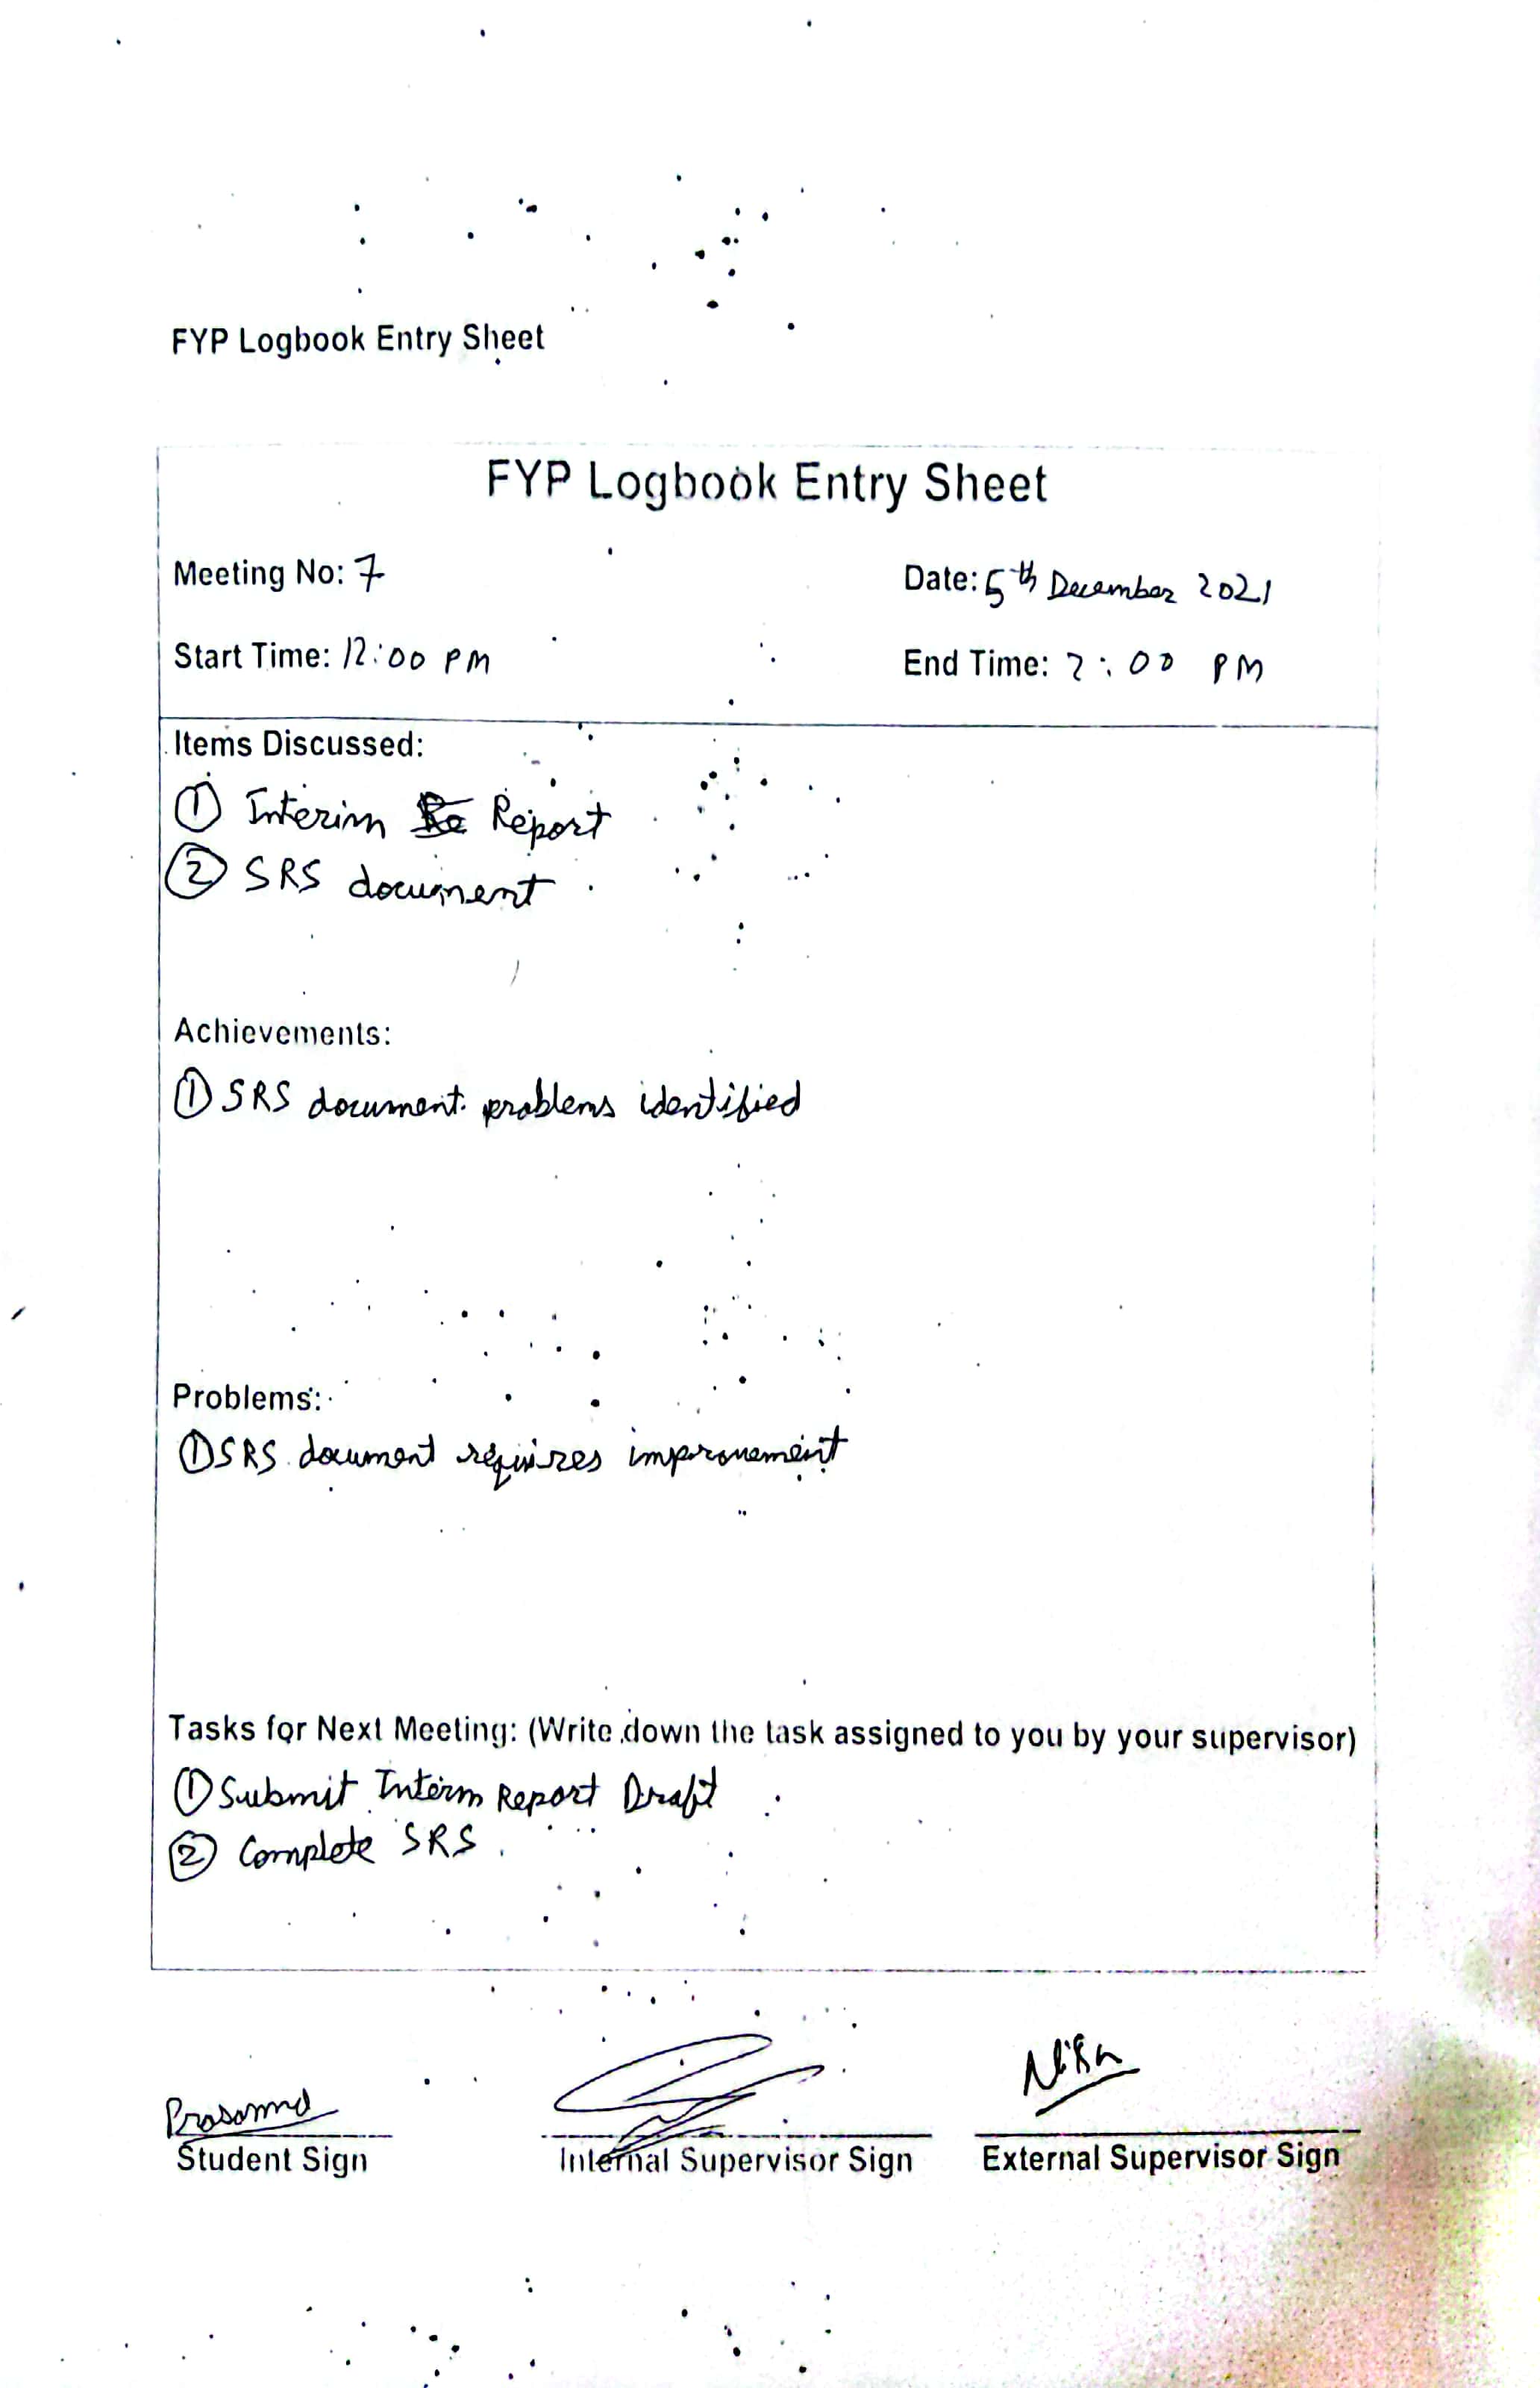 FYP Logbook Entry Sheet
FYP Logbook Entry Sheet
Meeting No: 7
Date: 5th December 2021
Start Time: 12:00 PM
End Time: 2:00 PM
Items Discussed:
① Interim Report
② SRS document
Achievements:
① SRS document problems identified
Problems:
① SRS document requires improvement
Tasks for Next Meeting: (Write down the task assigned to you by your supervisor)
① Submit Interim Report Draft
② Complete SRS.
Prasanna
Student Sign
Internal Supervisor Sign
External Supervisor Sign